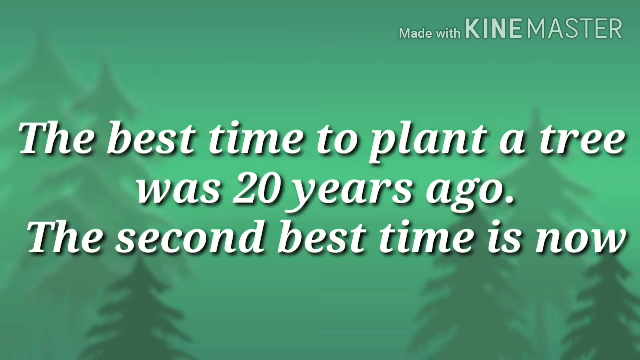 Made with KINEMASTER
The best time to plant a tree
was 20 years ago.
The second best time is now